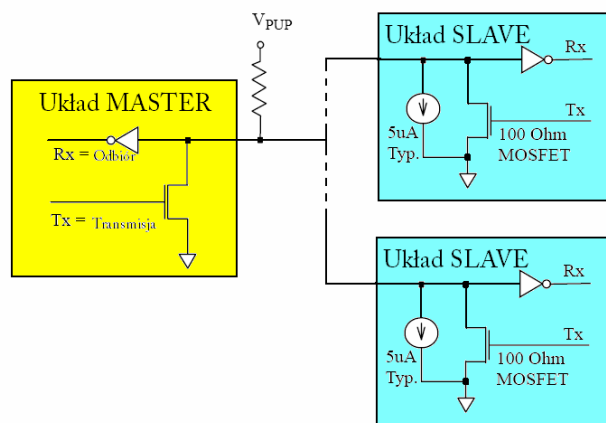 V_PUP
Układ MASTER
Rx = Odbiór
Tx = Transmisja
Układ SLAVE
Rx
Tx
5uA
Typ.
100 Ohm
MOSFET
Układ SLAVE
Rx
Tx
5uA
Typ.
100 Ohm
MOSFET